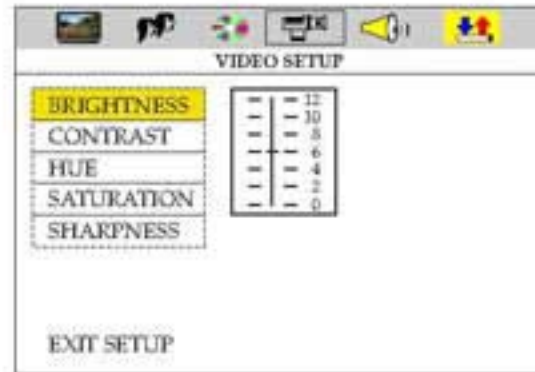 VIDEO SETUP
BRIGHTNESS
CONTRAST
HUE
SATURATION
SHARPNESS
12
10
8
6
4
2
0
EXIT SETUP